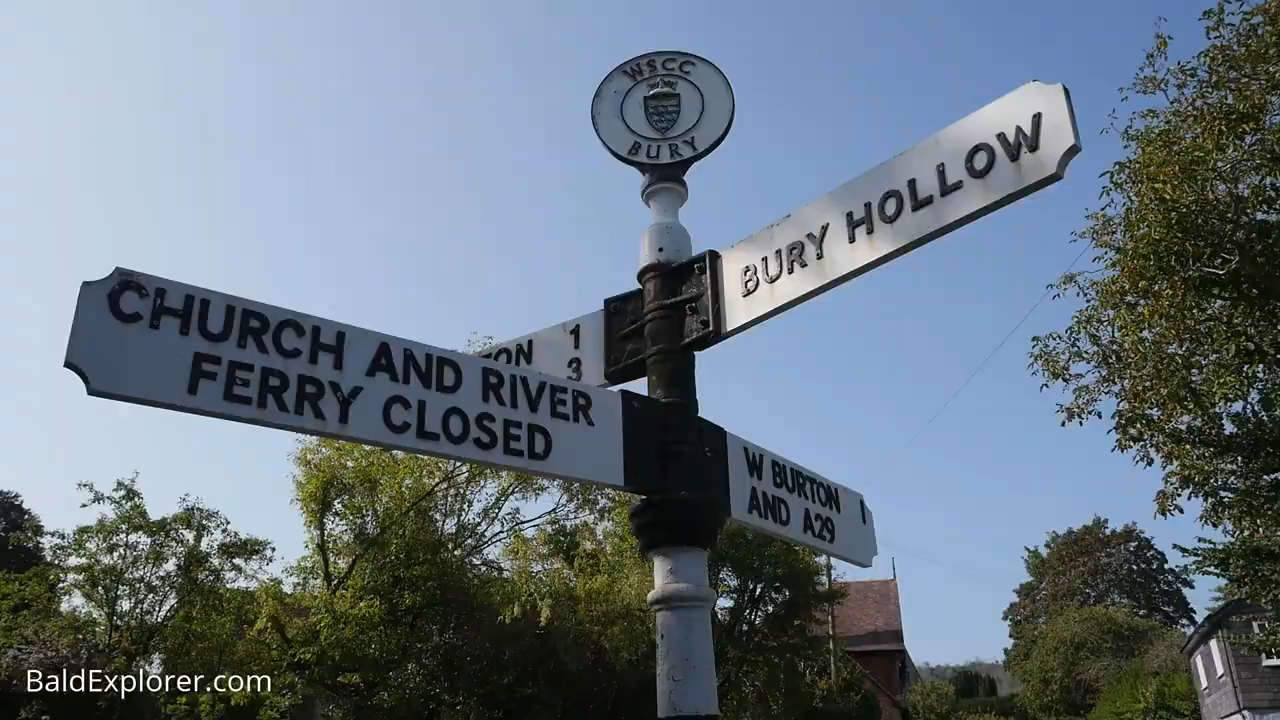 WSCC
BURY
BURY HOLLOW
1
3
CHURCH AND RIVER
FERRY CLOSED
W BURTON 1
AND A29
BaldExplorer.com